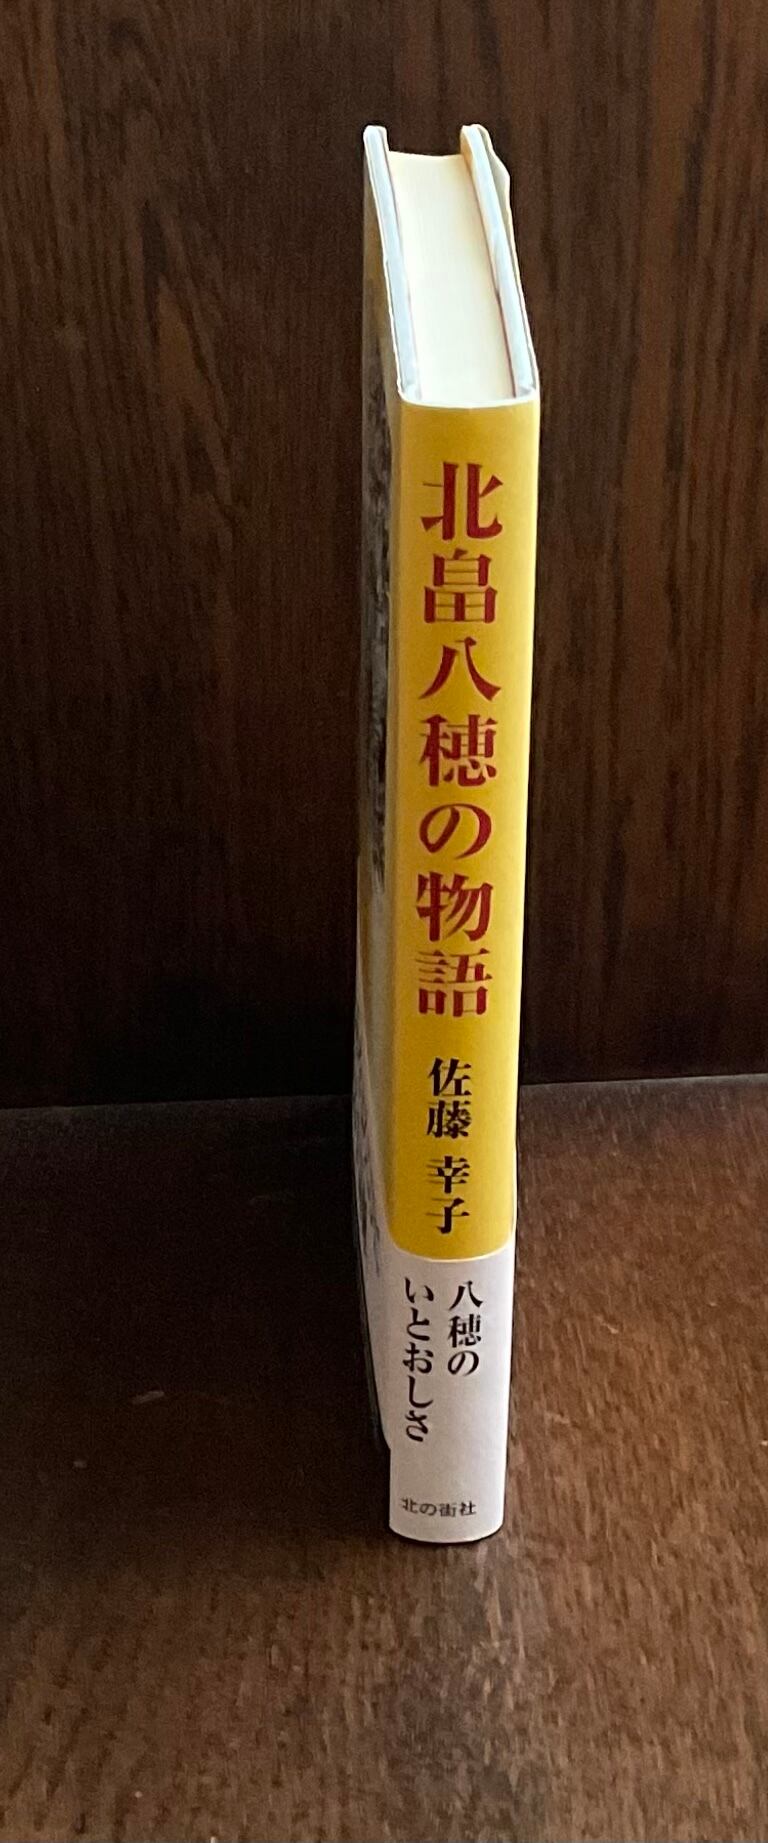 北畠八穂の物語
佐藤 幸子
八穂の
いとおしさ
北の街社